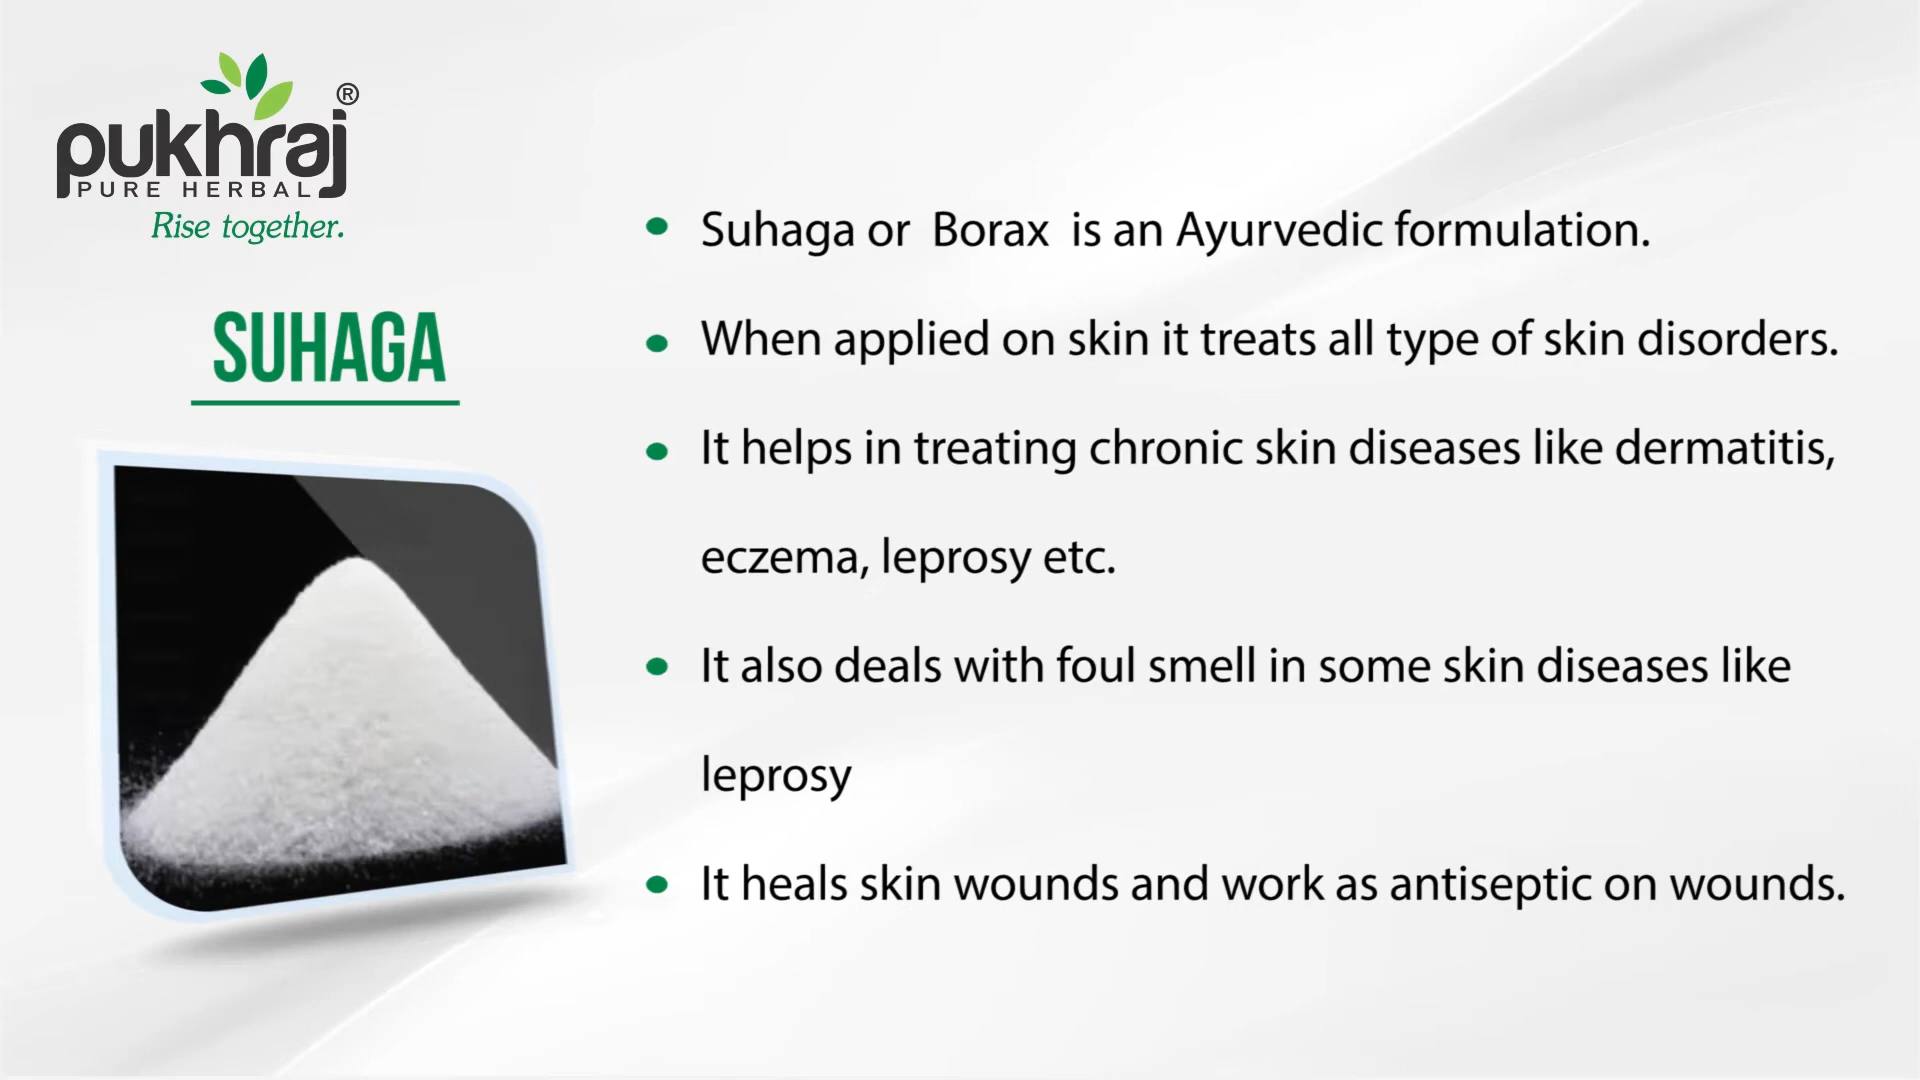 pukhraj®
PURE HERBAL
Rise together.
SUHAGA
• Suhaga or Borax is an Ayurvedic formulation.
• When applied on skin it treats all type of skin disorders.
• It helps in treating chronic skin diseases like dermatitis,
eczema, leprosy etc.
• It also deals with foul smell in some skin diseases like
leprosy
• It heals skin wounds and work as antiseptic on wounds.